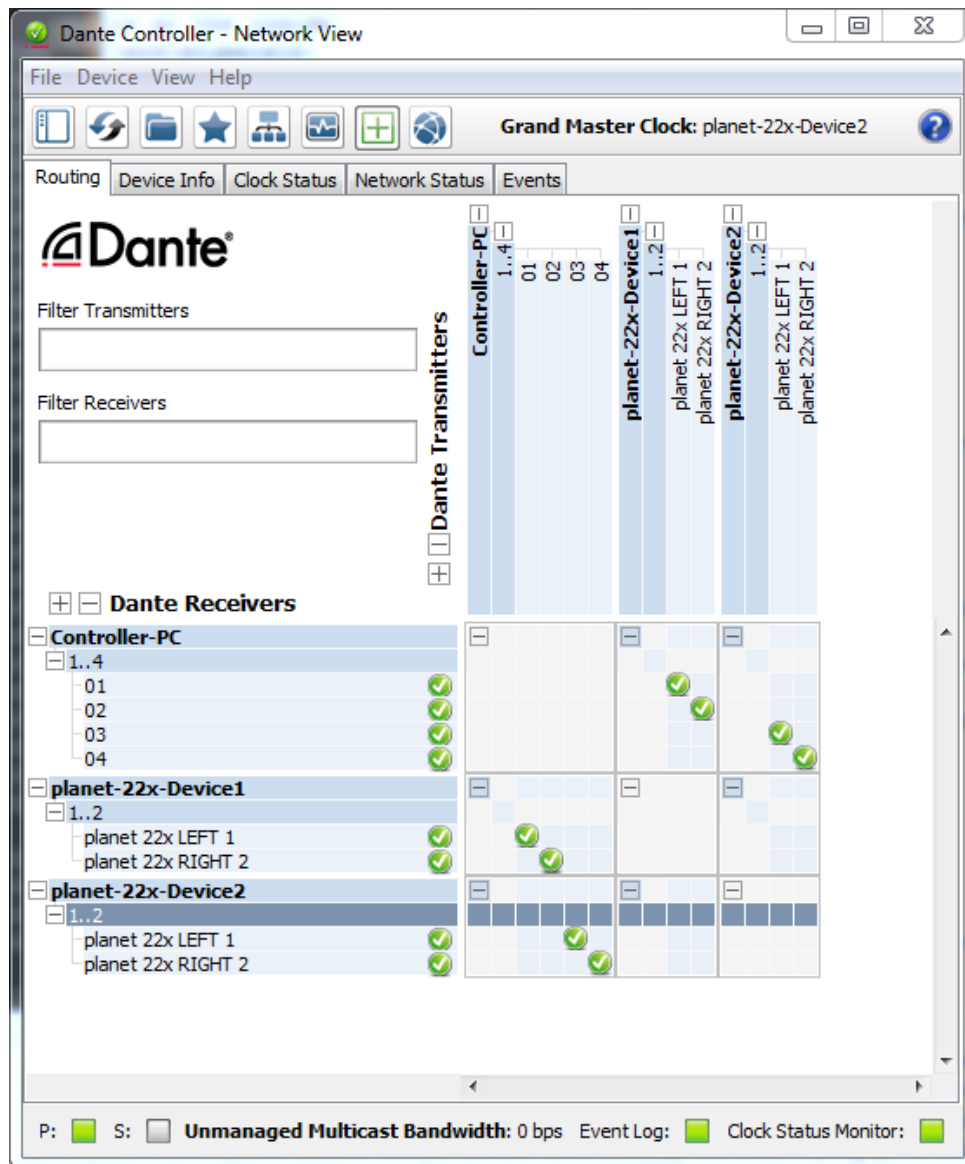 Dante Controller - Network View
File Device View Help
Grand Master Clock: planet-22x-Device2
Routing Device Info Clock Status Network Status Events
Dante®
Filter Transmitters
Filter Receivers
Dante Transmitters
Controller-PC
1..4
01
02
03
04
planet-22x-Device1
1..2
planet 22x LEFT 1
planet 22x RIGHT 2
planet-22x-Device2
1..2
planet 22x LEFT 1
planet 22x RIGHT 2
Dante Receivers
Controller-PC
1..4
01
02
03
04
planet-22x-Device1
1..2
planet 22x LEFT 1
planet 22x RIGHT 2
planet-22x-Device2
1..2
planet 22x LEFT 1
planet 22x RIGHT 2
P: S: Unmanaged Multicast Bandwidth: 0 bps Event Log: Clock Status Monitor: